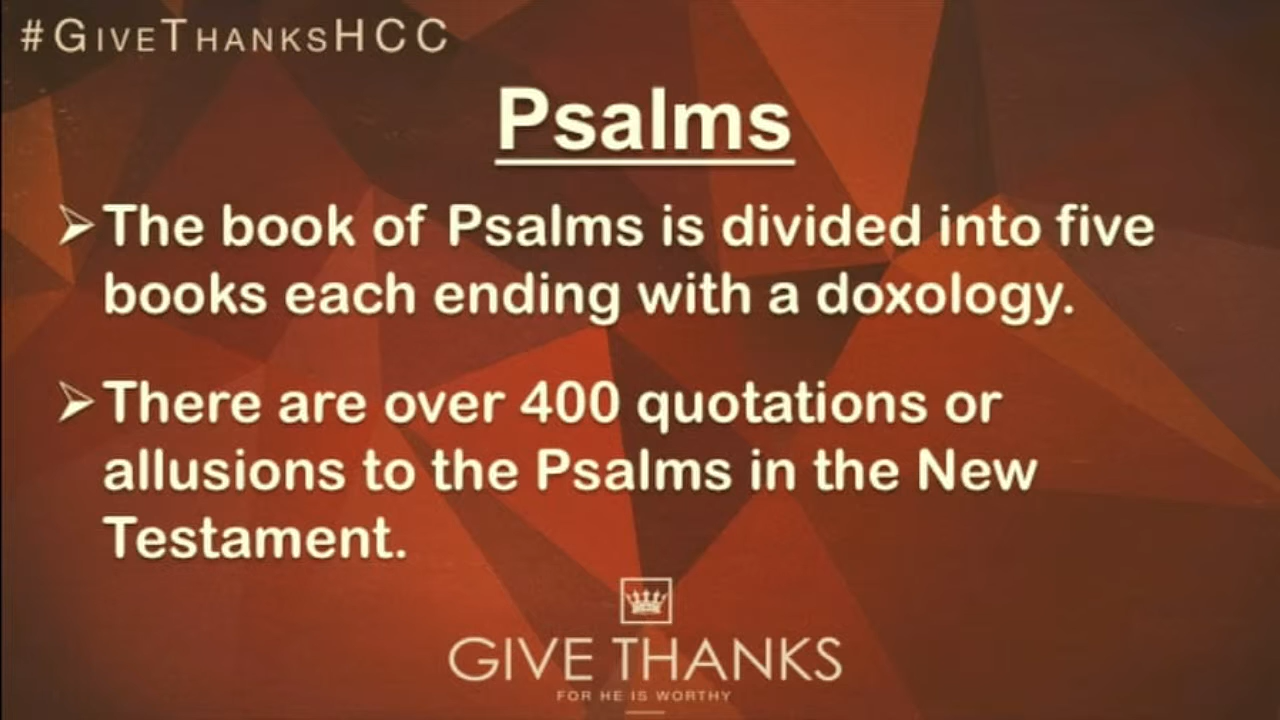 #GIVETHANKSHCC
Psalms
➢The book of Psalms is divided into five
books each ending with a doxology.
➢There are over 400 quotations or
allusions to the Psalms in the New
Testament.
GIVE THANKS
FOR HE IS WORTHY